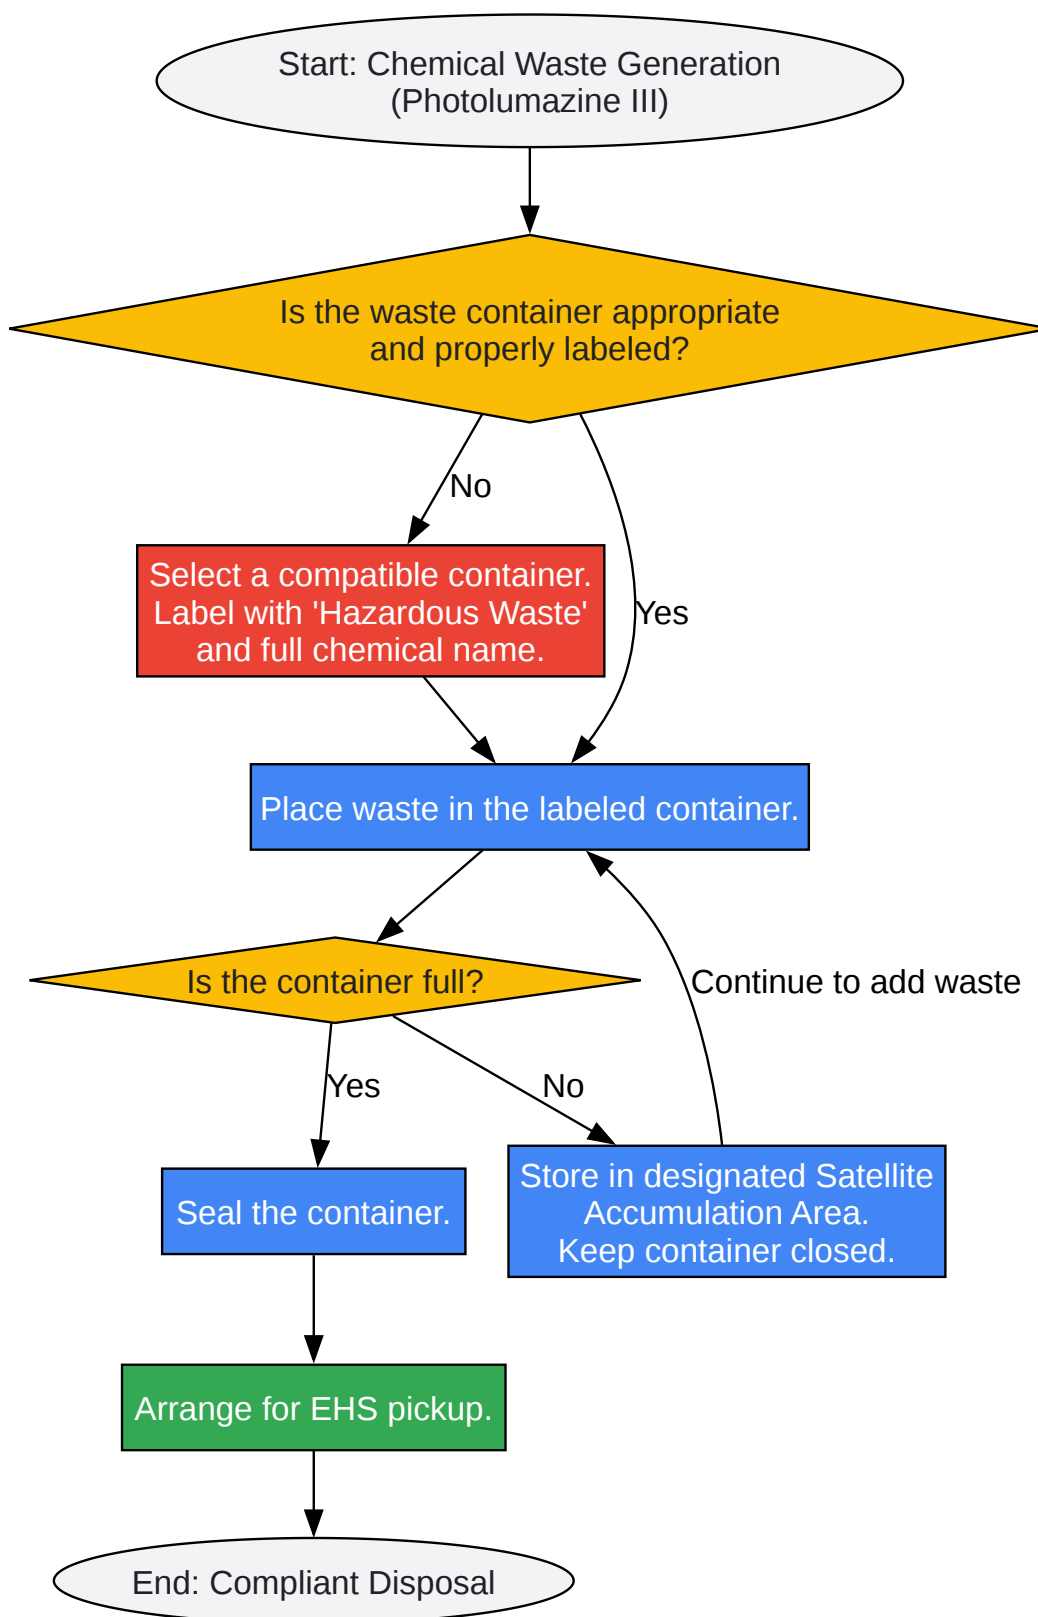 Start: Chemical Waste Generation
(Photolumazine III)
Is the waste container appropriate
and properly labeled?
No
Select a compatible container.
Label with 'Hazardous Waste'
and full chemical name.
Yes
Place waste in the labeled container.
Is the container full?
Continue to add waste
Yes
No
Seal the container.
Store in designated Satellite
Accumulation Area.
Keep container closed.
Arrange for EHS pickup.
End: Compliant Disposal